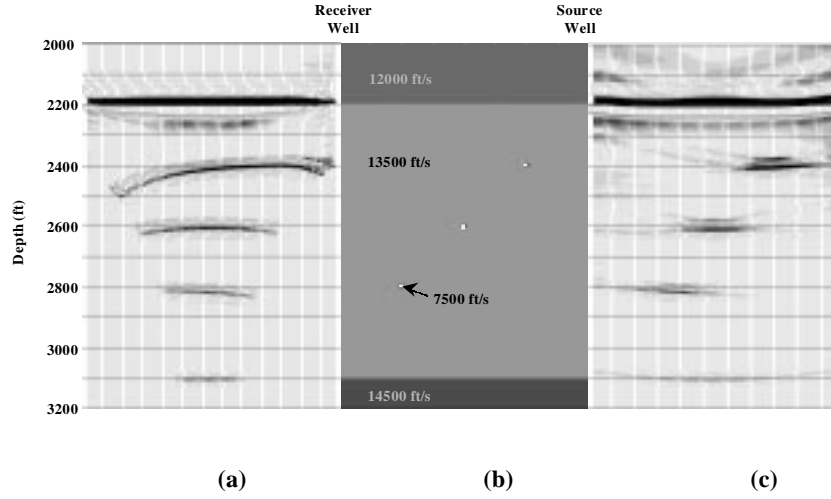 Receiver
Well
Source
Well
2000
2200
2400
2600
2800
3000
3200
Depth (ft)
12000 ft/s
13500 ft/s
7500 ft/s
14500 ft/s
(a)
(b)
(c)